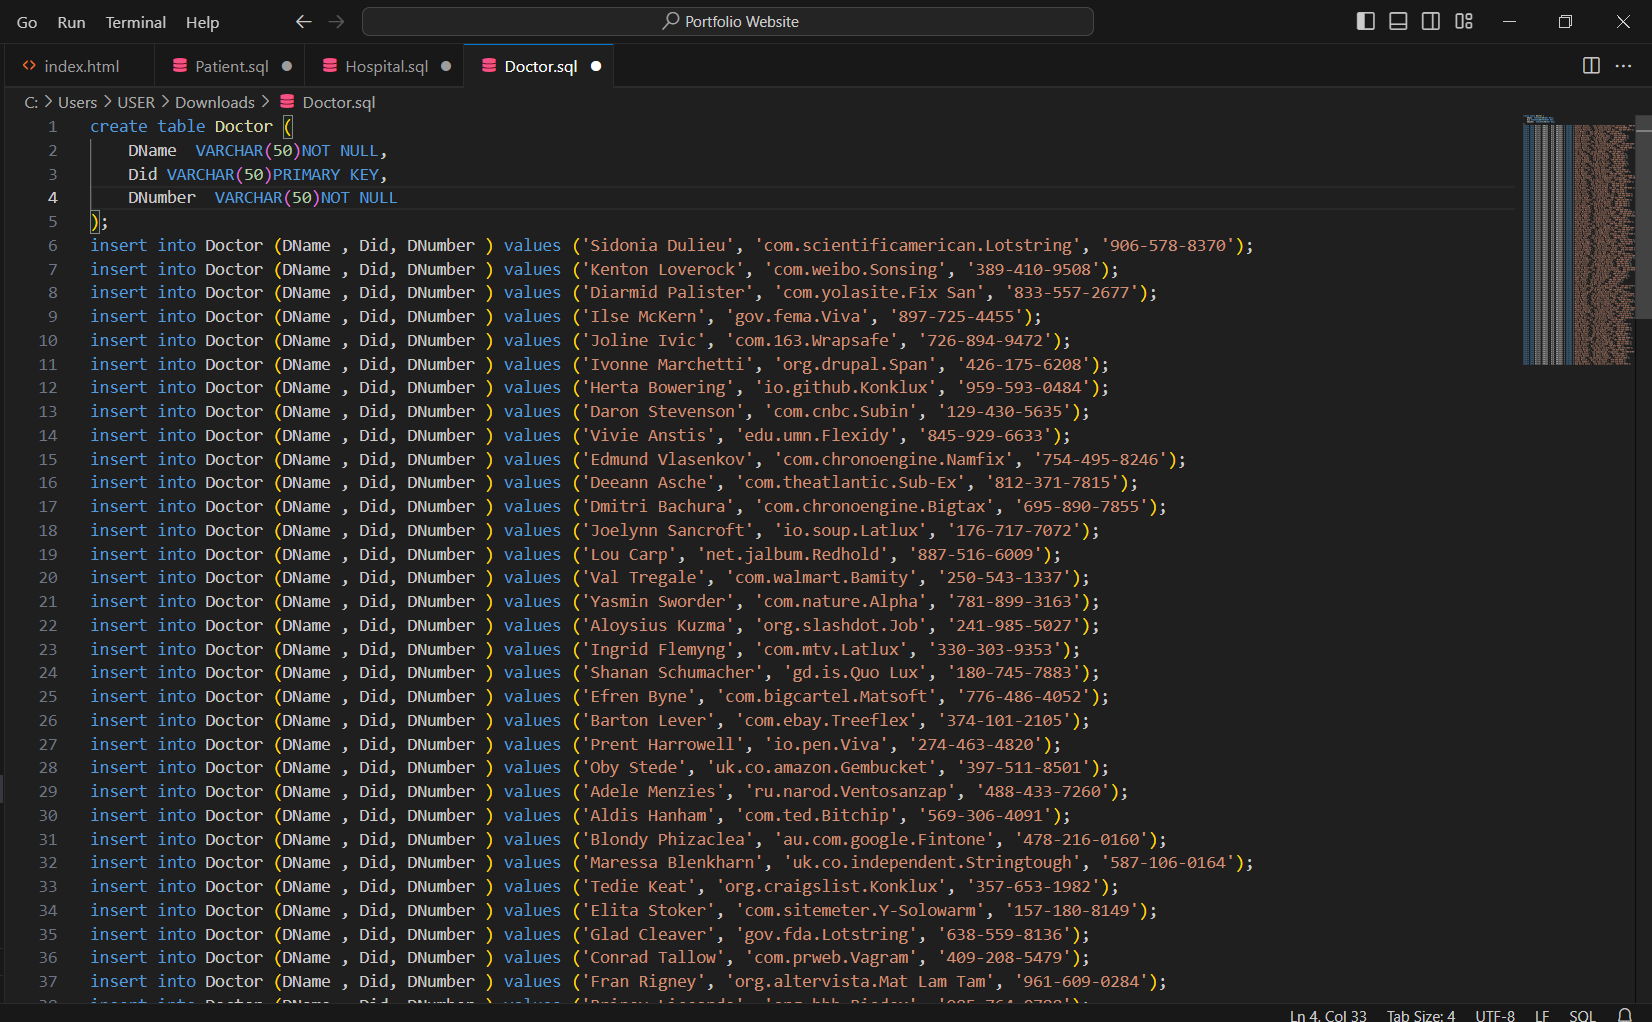 Go Run Terminal Help Portfolio Website
index.html Patient.sql Hospital.sql Doctor.sql
C: > Users > USER > Downloads > Doctor.sql
1 create table Doctor (
2 DName  VARCHAR(50)NOT NULL,
3 Did VARCHAR(50)PRIMARY KEY,
4 DNumber  VARCHAR(50)NOT NULL
5 );
6 insert into Doctor (DName , Did, DNumber ) values ('Sidonia Dulieu', 'com.scientificamerican.Lotstring', '906-578-8370');
7 insert into Doctor (DName , Did, DNumber ) values ('Kenton Loverock', 'com.weibo.Sonsing', '389-410-9508');
8 insert into Doctor (DName , Did, DNumber ) values ('Diarmid Palister', 'com.yolasite.Fix San', '833-557-2677');
9 insert into Doctor (DName , Did, DNumber ) values ('Ilse McKern', 'gov.fema.Viva', '897-725-4455');
10 insert into Doctor (DName , Did, DNumber ) values ('Joline Ivic', 'com.163.Wrapsafe', '726-894-9472');
11 insert into Doctor (DName , Did, DNumber ) values ('Ivonne Marchetti', 'org.drupal.Span', '426-175-6208');
12 insert into Doctor (DName , Did, DNumber ) values ('Herta Bowering', 'io.github.Konklux', '959-593-0484');
13 insert into Doctor (DName , Did, DNumber ) values ('Daron Stevenson', 'com.cnbc.Subin', '129-430-5635');
14 insert into Doctor (DName , Did, DNumber ) values ('Vivie Anstis', 'edu.umn.Flexidy', '845-929-6633');
15 insert into Doctor (DName , Did, DNumber ) values ('Edmund Vlasenkov', 'com.chronoengine.Namfix', '754-495-8246');
16 insert into Doctor (DName , Did, DNumber ) values ('Deeann Asche', 'com.theatlantic.Sub-Ex', '812-371-7815');
17 insert into Doctor (DName , Did, DNumber ) values ('Dmitri Bachura', 'com.chronoengine.Bigtax', '695-890-7855');
18 insert into Doctor (DName , Did, DNumber ) values ('Joelynn Sancroft', 'io.soup.Latlux', '176-717-7072');
19 insert into Doctor (DName , Did, DNumber ) values ('Lou Carp', 'net.jalbum.Redhold', '887-516-6009');
20 insert into Doctor (DName , Did, DNumber ) values ('Val Tregale', 'com.walmart.Bamity', '250-543-1337');
21 insert into Doctor (DName , Did, DNumber ) values ('Yasmin Sworder', 'com.nature.Alpha', '781-899-3163');
22 insert into Doctor (DName , Did, DNumber ) values ('Aloysius Kuzma', 'org.slashdot.Job', '241-985-5027');
23 insert into Doctor (DName , Did, DNumber ) values ('Ingrid Flemyng', 'com.mtv.Latlux', '330-303-9353');
24 insert into Doctor (DName , Did, DNumber ) values ('Shanan Schumacher', 'gd.is.Quo Lux', '180-745-7883');
25 insert into Doctor (DName , Did, DNumber ) values ('Efren Byne', 'com.bigcartel.Matsoft', '776-486-4052');
26 insert into Doctor (DName , Did, DNumber ) values ('Barton Lever', 'com.ebay.Treeflex', '374-101-2105');
27 insert into Doctor (DName , Did, DNumber ) values ('Prent Harrowell', 'io.pen.Viva', '274-463-4820');
28 insert into Doctor (DName , Did, DNumber ) values ('Oby Stede', 'uk.co.amazon.Gembucket', '397-511-8501');
29 insert into Doctor (DName , Did, DNumber ) values ('Adele Menzies', 'ru.narod.Ventosanzap', '488-433-7260');
30 insert into Doctor (DName , Did, DNumber ) values ('Aldis Hanham', 'com.ted.Bitchip', '569-306-4091');
31 insert into Doctor (DName , Did, DNumber ) values ('Blondy Phizaclea', 'au.com.google.Fintone', '478-216-0160');
32 insert into Doctor (DName , Did, DNumber ) values ('Maressa Blenkharn', 'uk.co.independent.Stringtough', '587-106-0164');
33 insert into Doctor (DName , Did, DNumber ) values ('Tedie Keat', 'org.craigslist.Konklux', '357-653-1982');
34 insert into Doctor (DName , Did, DNumber ) values ('Elita Stoker', 'com.sitemeter.Y-Solowarm', '157-180-8149');
35 insert into Doctor (DName , Did, DNumber ) values ('Glad Cleaver', 'gov.fda.Lotstring', '638-559-8136');
36 insert into Doctor (DName , Did, DNumber ) values ('Conrad Tallow', 'com.prweb.Vagram', '409-208-5479');
37 insert into Doctor (DName , Did, DNumber ) values ('Fran Rigney', 'org.altervista.Mat Lam Tam', '961-609-0284');
38 insert into Doctor (DName , Did, DNumber ) values
Ln 4, Col 33 Tab Size: 4 UTF-8 LF SQL